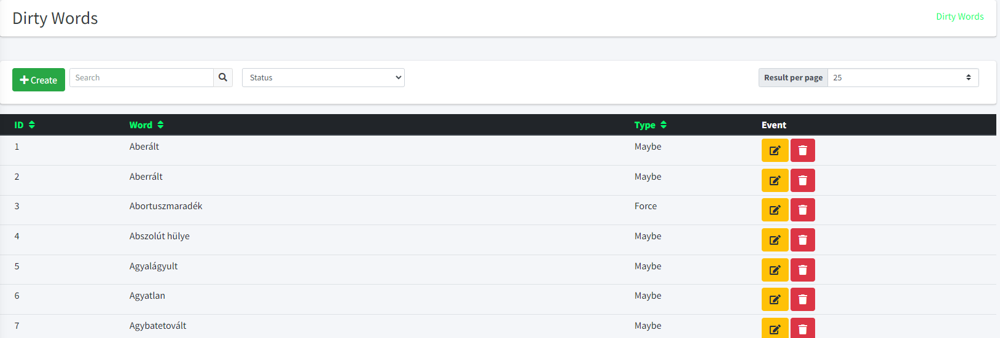 Dirty Words
Dirty Words
Create
Search
Status
Result per page 25
ID Word Type Event
1 Aberált Maybe
2 Aberrált Maybe
3 Abortuszmaradék Force
4 Abszolút hülye Maybe
5 Agyalágyult Maybe
6 Agyatlan Maybe
7 Agybatetovált Maybe